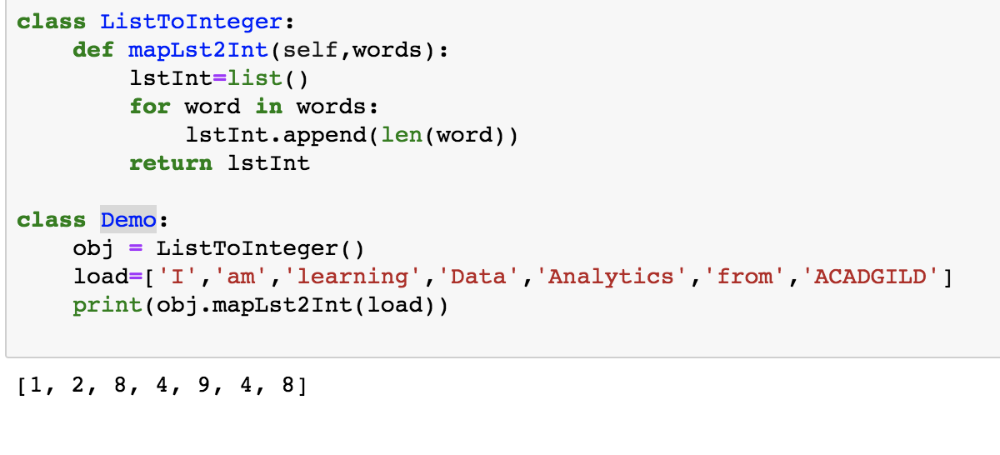 class ListToInteger:
    def mapLst2Int(self,words):
        lstInt=list()
        for word in words:
            lstInt.append(len(word))
        return lstInt

class Demo:
    obj = ListToInteger()
    load=['I','am','learning','Data','Analytics','from','ACADGILD']
    print(obj.mapLst2Int(load))

[1, 2, 8, 4, 9, 4, 8]